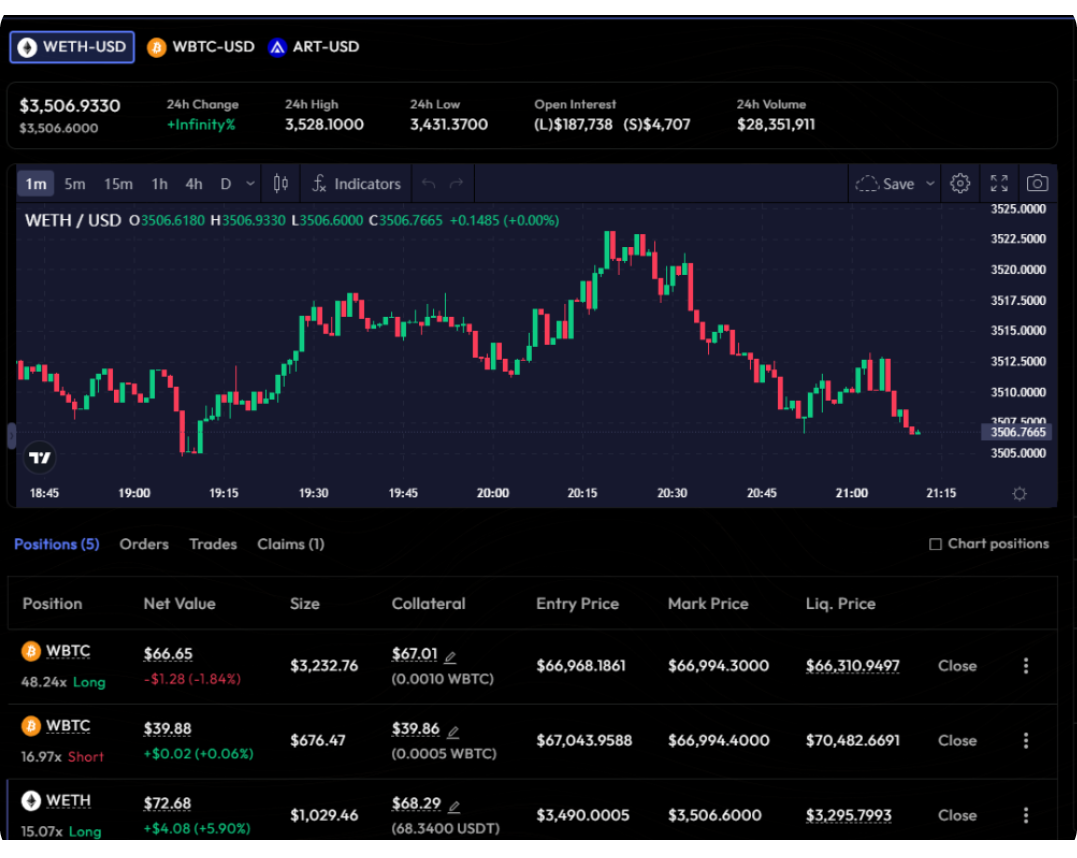 WETH-USD WBTC-USD ART-USD
$3,506.9330 24h Change 24h High 24h Low Open Interest 24h Volume
$3,506.6000 +Infinity% 3,528.1000 3,431.3700 (L)$187,738 (S)$4,707 $28,351,911
1m 5m 15m 1h 4h D fx Indicators Save
WETH / USD O3506.6180 H3506.9330 L3506.6000 C3506.7665 +0.1485 (+0.00%)
3525.0000
3522.5000
3520.0000
3517.5000
3515.0000
3512.5000
3510.0000
3507.5000
3506.7665
3505.0000
18:45 19:00 19:15 19:30 19:45 20:00 20:15 20:30 20:45 21:00 21:15
Positions (5) Orders Trades Claims (1) Chart positions
Position Net Value Size Collateral Entry Price Mark Price Liq. Price
WBTC $66.65 $3,232.76 $67.01 $66,968.1861 $66,994.3000 $66,310.9497 Close
48.24x Long -$1.28 (-1.84%) (0.0010 WBTC)
WBTC $39.88 $676.47 $39.86 $67,043.9588 $66,994.4000 $70,482.6691 Close
16.97x Short +$0.02 (+0.06%) (0.0005 WBTC)
WETH $72.68 $1,029.46 $68.29 $3,490.0005 $3,506.6000 $3,295.7993 Close
15.07x Long +$4.08 (+5.90%) (68.3400 USDT)